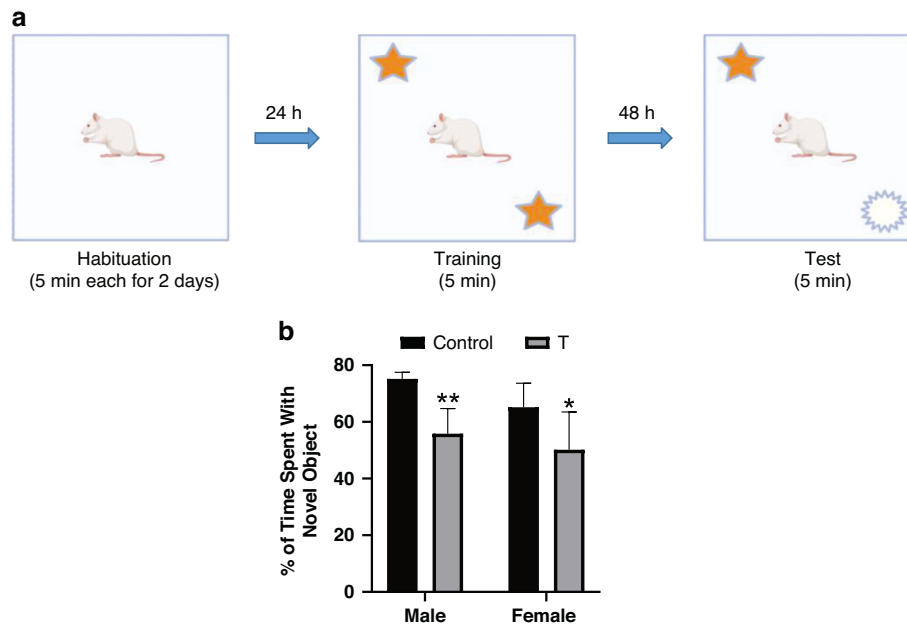 a
24 h
48 h
Habituation
(5 min each for 2 days)
Training
(5 min)
Test
(5 min)
b
Control
T
% of Time Spent With
Novel Object
80
60
40
20
0
**
*
Male
Female